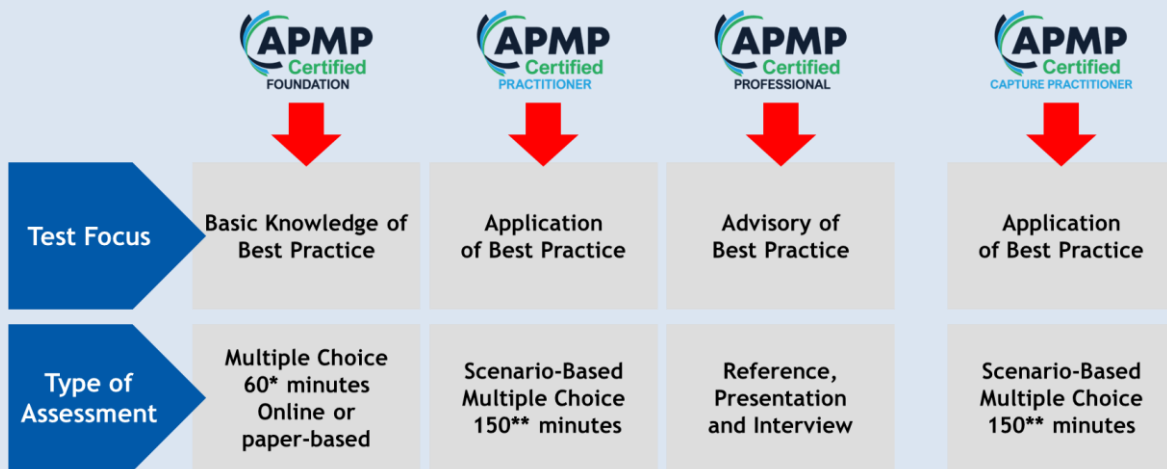 APMP
Certified
FOUNDATION
APMP
Certified
PRACTITIONER
APMP
Certified
PROFESSIONAL
APMP
Certified
CAPTURE PRACTITIONER
Test Focus
Basic Knowledge of
Best Practice
Application
of Best Practice
Advisory of
Best Practice
Application
of Best Practice
Type of
Assessment
Multiple Choice
60* minutes
Online or
paper-based
Scenario-Based
Multiple Choice
150** minutes
Reference,
Presentation
and Interview
Scenario-Based
Multiple Choice
150** minutes